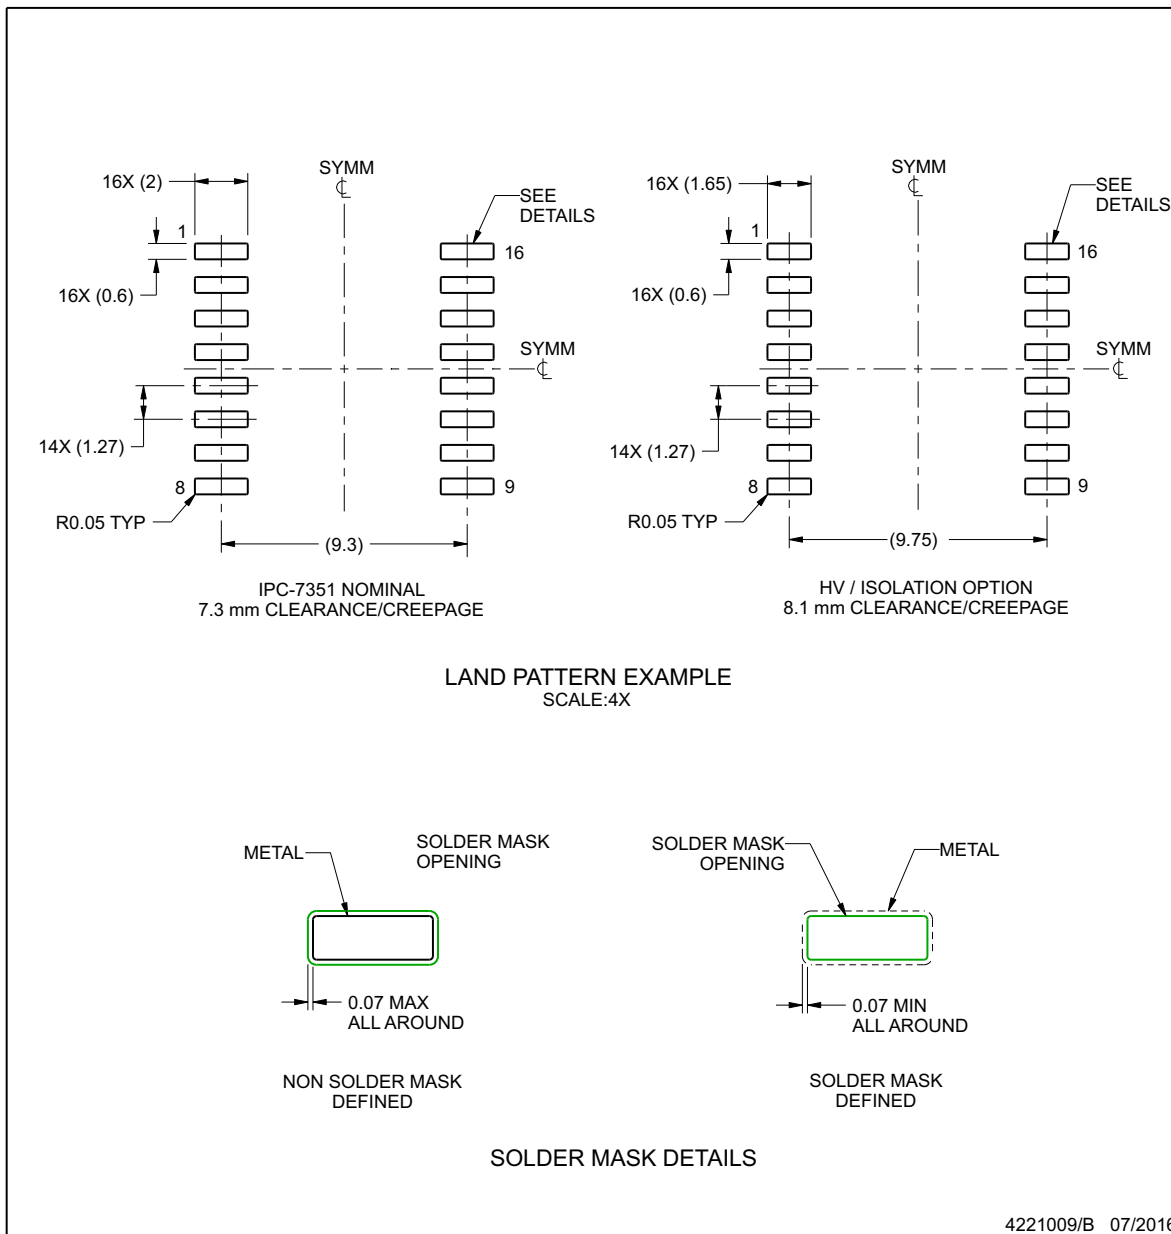 SYMM
16X (2)
SEE
DETAILS
1
16
16X (0.6)
SYMM
14X (1.27)
8
9
R0.05 TYP
(9.3)
IPC-7351 NOMINAL
7.3 mm CLEARANCE/CREEPAGE
SYMM
16X (1.65)
SEE
DETAILS
1
16
16X (0.6)
SYMM
14X (1.27)
8
9
R0.05 TYP
(9.75)
HV / ISOLATION OPTION
8.1 mm CLEARANCE/CREEPAGE
LAND PATTERN EXAMPLE
SCALE:4X
METAL
SOLDER MASK
OPENING
0.07 MAX
ALL AROUND
NON SOLDER MASK
DEFINED
SOLDER MASK
OPENING
METAL
0.07 MIN
ALL AROUND
SOLDER MASK
DEFINED
SOLDER MASK DETAILS
4221009/B 07/2016